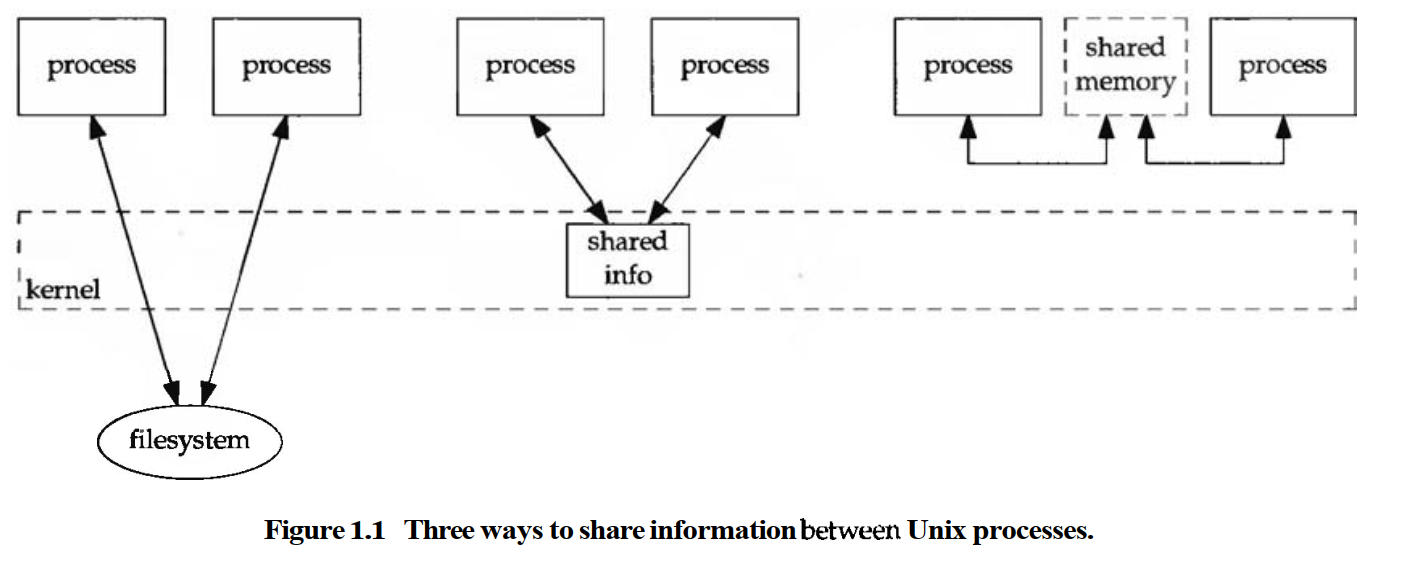 process
process
process
process
process
shared
memory
process
shared
info
kernel
filesystem
Figure 1.1 Three ways to share information between Unix processes.